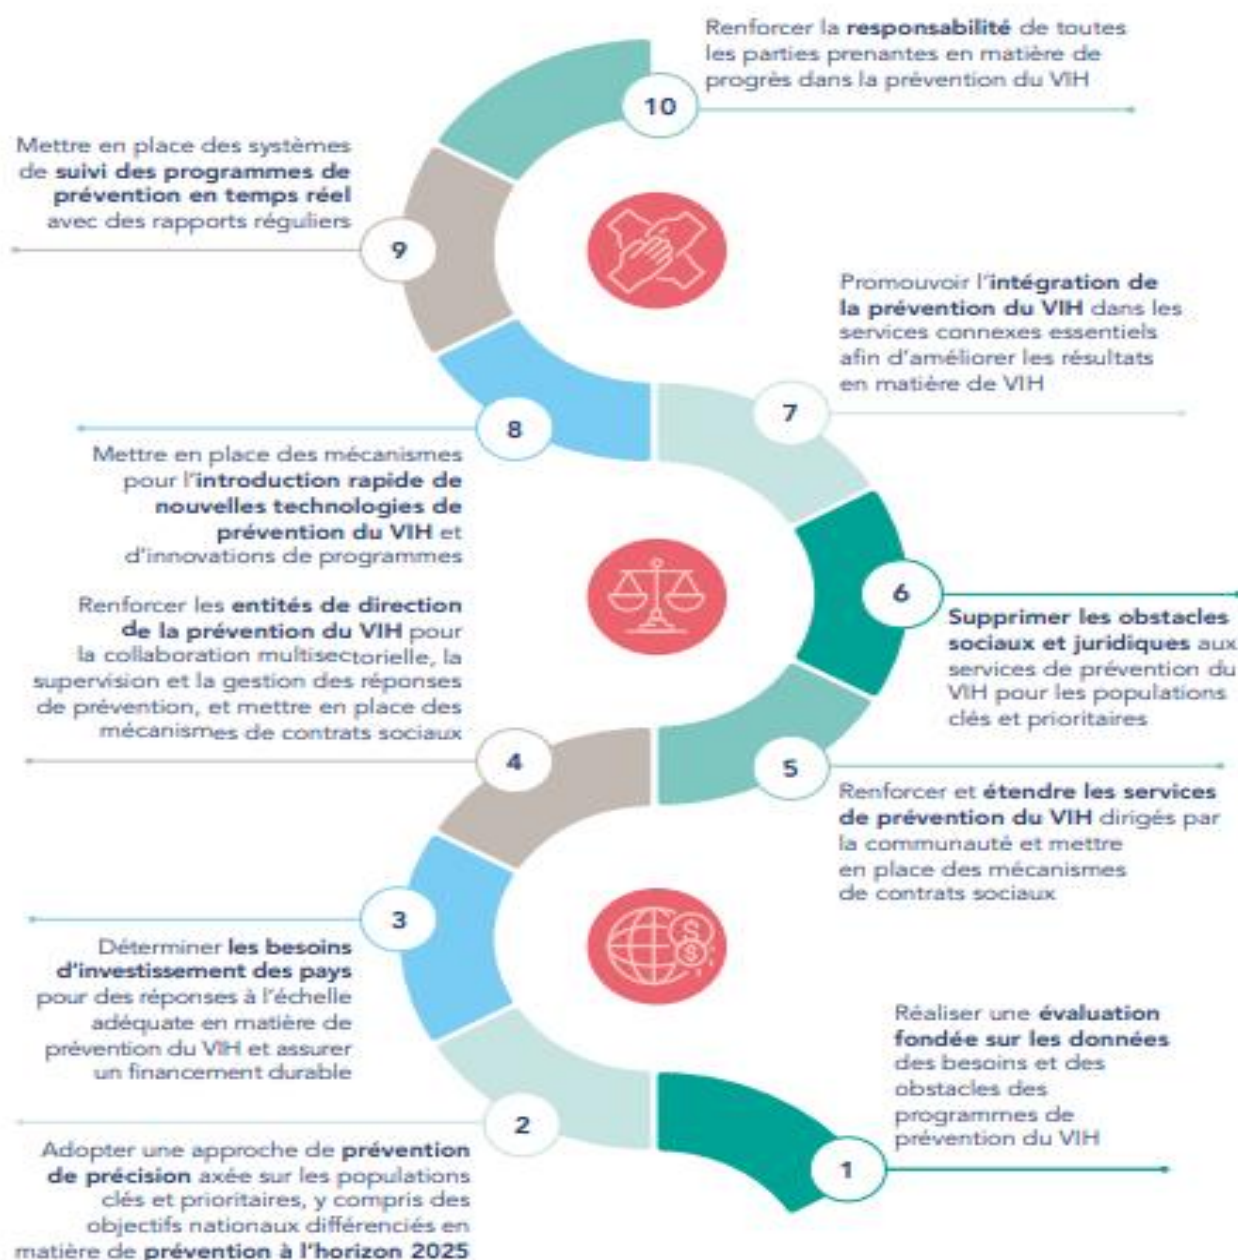 Renforcer la responsabilité de toutes
les parties prenantes en matière de
progrès dans la prévention du VIH
10
Mettre en place des systèmes
de suivi des programmes de
prévention en temps réel
avec des rapports réguliers
9
Promouvoir l'intégration de
la prévention du VIH dans les
services connexes essentiels
afin d'améliorer les résultats
en matière de VIH
7
8
Mettre en place des mécanismes
pour l'introduction rapide de
nouvelles technologies de
prévention du VIH et
d'innovations de programmes
6
Supprimer les obstacles
sociaux et juridiques aux
services de prévention du
VIH pour les populations
clés et prioritaires
Renforcer les entités de direction
de la prévention du VIH pour
la collaboration multisectorielle, la
supervision et la gestion des réponses
de prévention, et mettre en place des
mécanismes de contrats sociaux
4
5
Renforcer et étendre les services
de prévention du VIH dirigés par
la communauté et mettre
en place des mécanismes
de contrats sociaux
3
Déterminer les besoins
d'investissement des pays
pour des réponses à l'échelle
adéquate en matière de
prévention du VIH et assurer
un financement durable
$
$
Réaliser une évaluation
fondée sur les données
des besoins et des
obstacles des
programmes de
prévention du VIH
1
2
Adopter une approche de prévention
de précision axée sur les populations
clés et prioritaires, y compris des
objectifs nationaux différenciés en
matière de prévention à l'horizon 2025